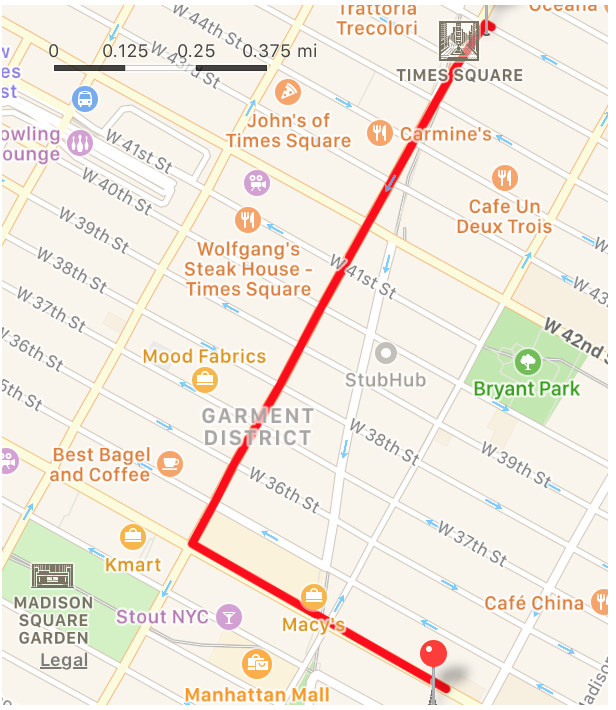 Trattoria
Trecolori
Oceana
W 44th St
0 0.125 0.25 0.375 mi
W 43rd St
TIMES SQUARE
John's of
Times Square
Carmine's
owling
ounge
W 41st St
W 40th St
Cafe Un
Deux Trois
W 39th St
Wolfgang's
Steak House -
Times Square
W 41st St
W 38th St
W 43
W 37th St
W 42nd S
W 36th St
Mood Fabrics
StubHub
Bryant Park
5th St
GARMENT
DISTRICT
W 38th St
W 39th St
Best Bagel
and Coffee
W 36th St
W 37th St
Kmart
MADISON
SQUARE
GARDEN
Stout NYC
Macy's
Café China
Legal
Madison
Manhattan Mall